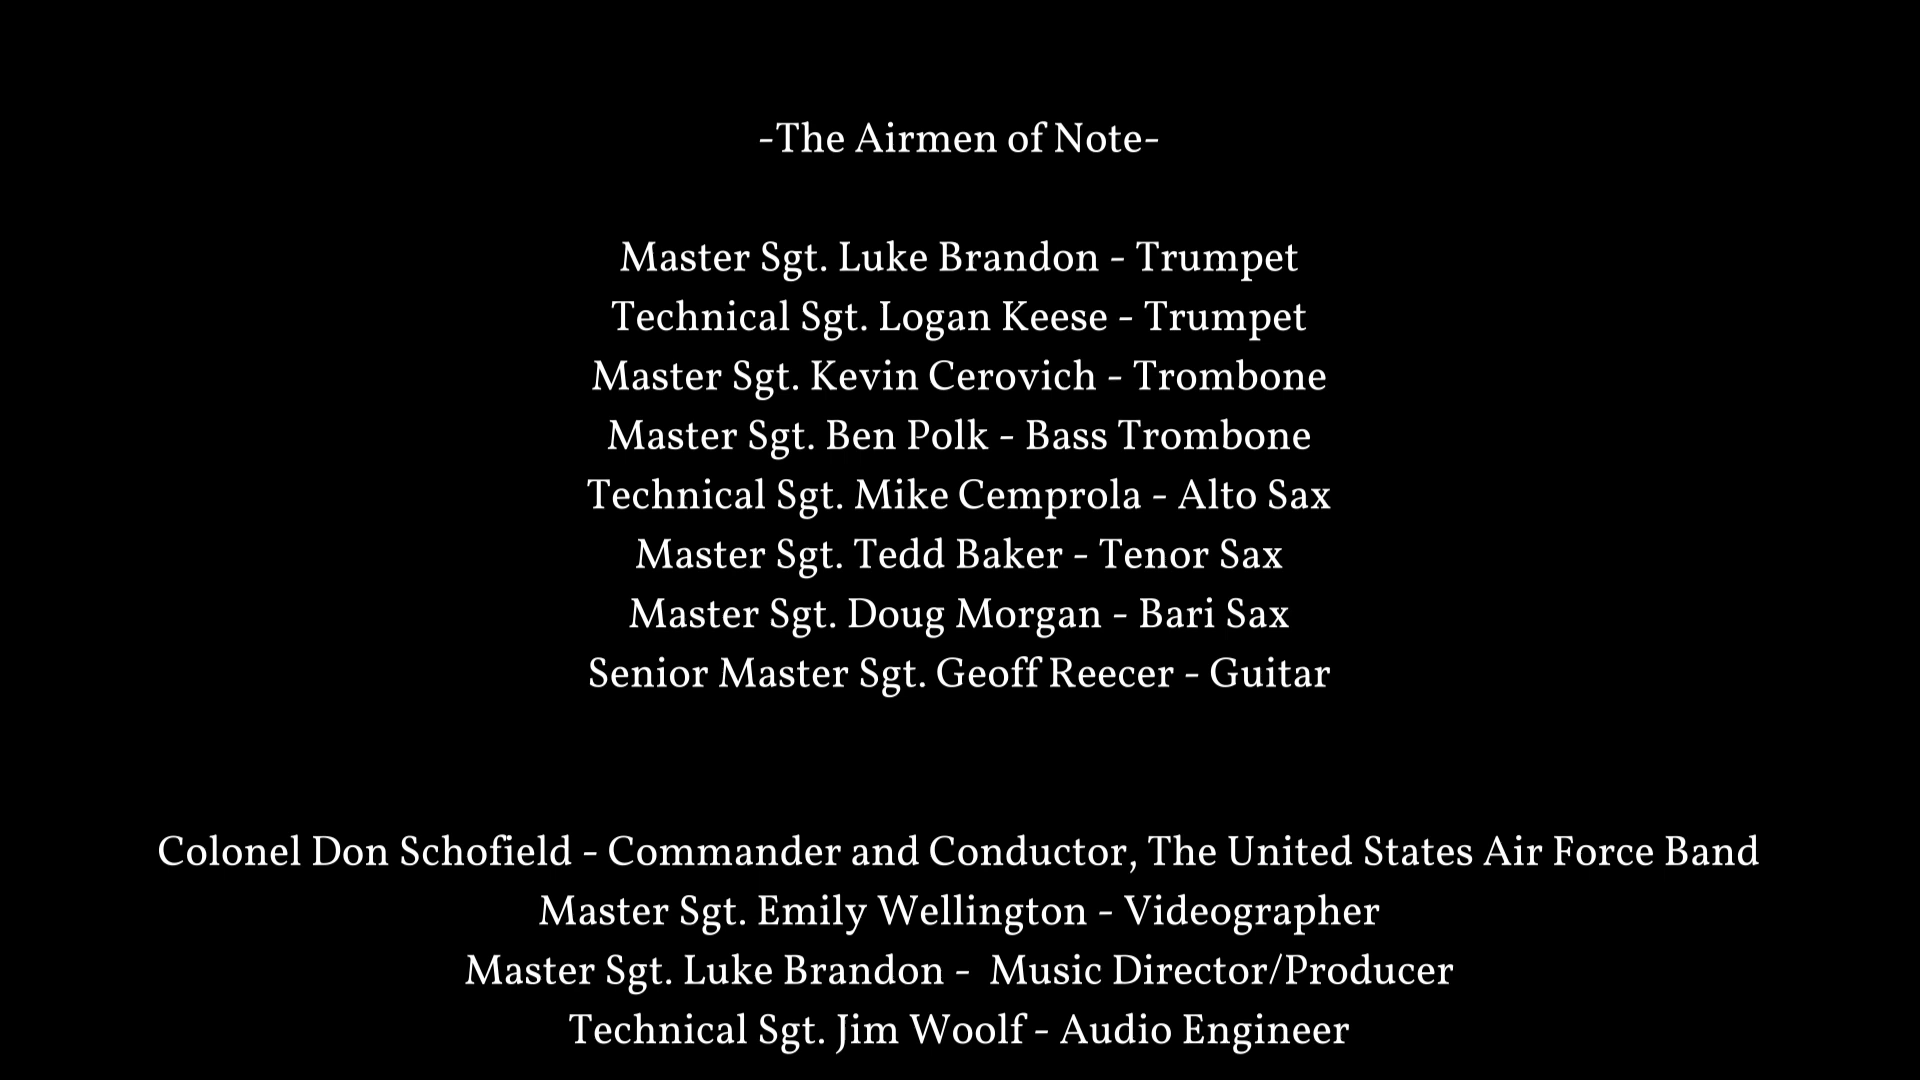 -The Airmen of Note-
Master Sgt. Luke Brandon - Trumpet
Technical Sgt. Logan Keese - Trumpet
Master Sgt. Kevin Cerovich - Trombone
Master Sgt. Ben Polk - Bass Trombone
Technical Sgt. Mike Cemprola - Alto Sax
Master Sgt. Tedd Baker - Tenor Sax
Master Sgt. Doug Morgan - Bari Sax
Senior Master Sgt. Geoff Reecer - Guitar
Colonel Don Schofield - Commander and Conductor, The United States Air Force Band
Master Sgt. Emily Wellington - Videographer
Master Sgt. Luke Brandon -  Music Director/Producer
Technical Sgt. Jim Woolf - Audio Engineer